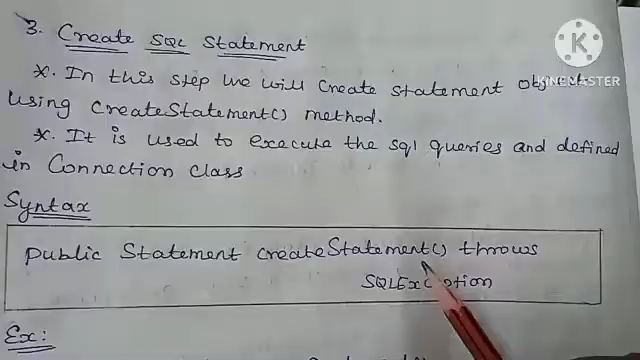 3. Create SQL Statement
*. In this step we will create statement object
using createStatement() method.
*. It is used to execute the sql queries and defined
in Connection class
Syntax
public Statement createStatement() throws
Ex:
KINEMASTER